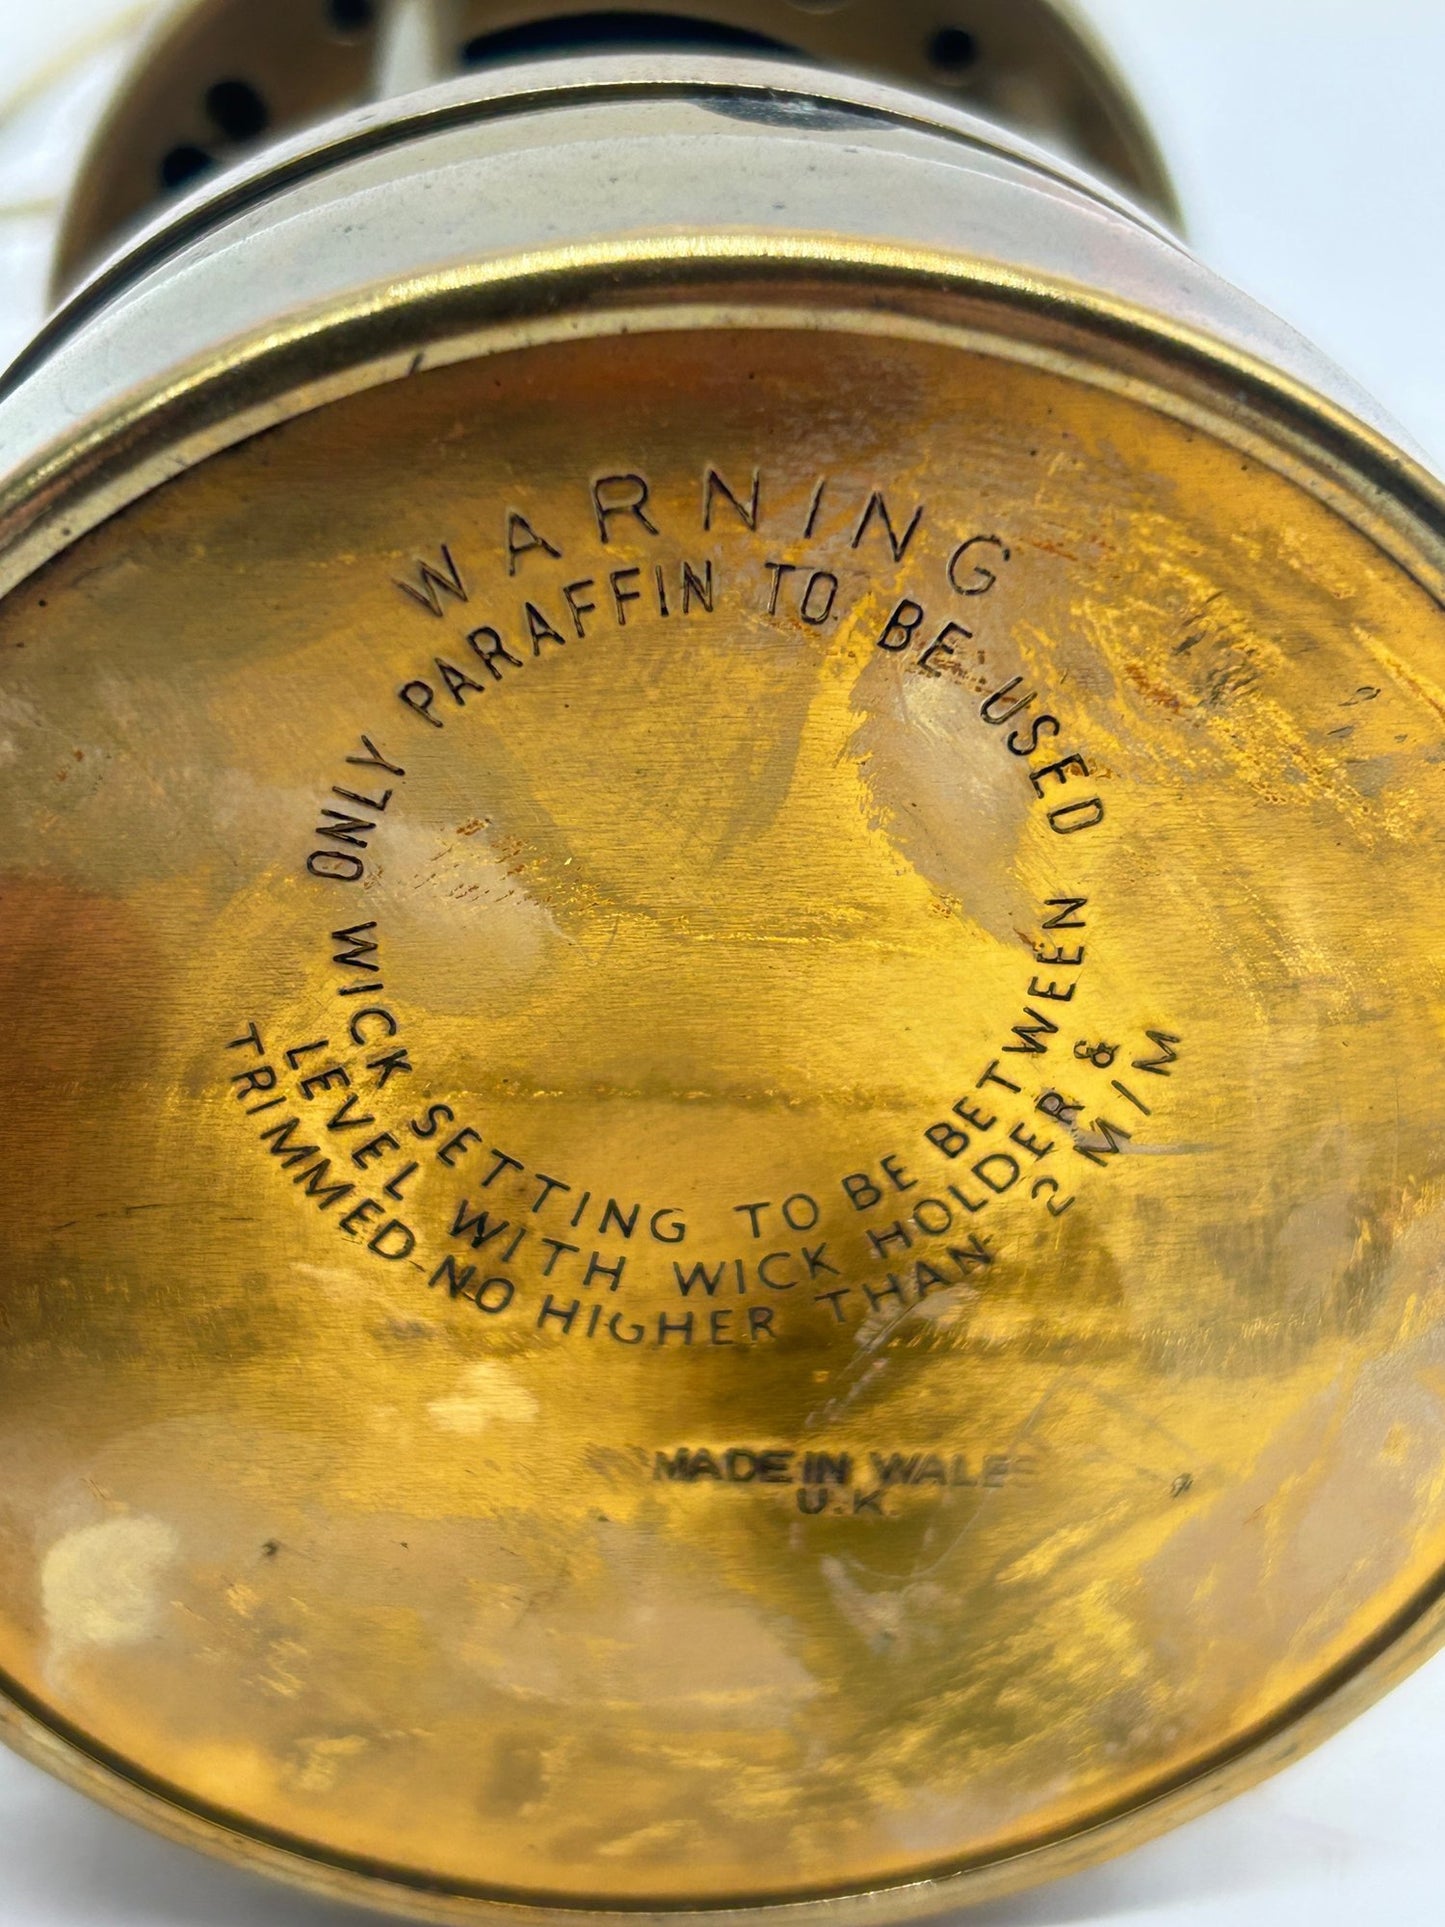 WARNING
ONLY PARAFFIN TO BE USED
WICK SETTING TO BE BETWEEN
LEVEL WITH WICK HOLDER &
TRIMMED NO HIGHER THAN 2 M/M
MADE IN WALES
U.K.